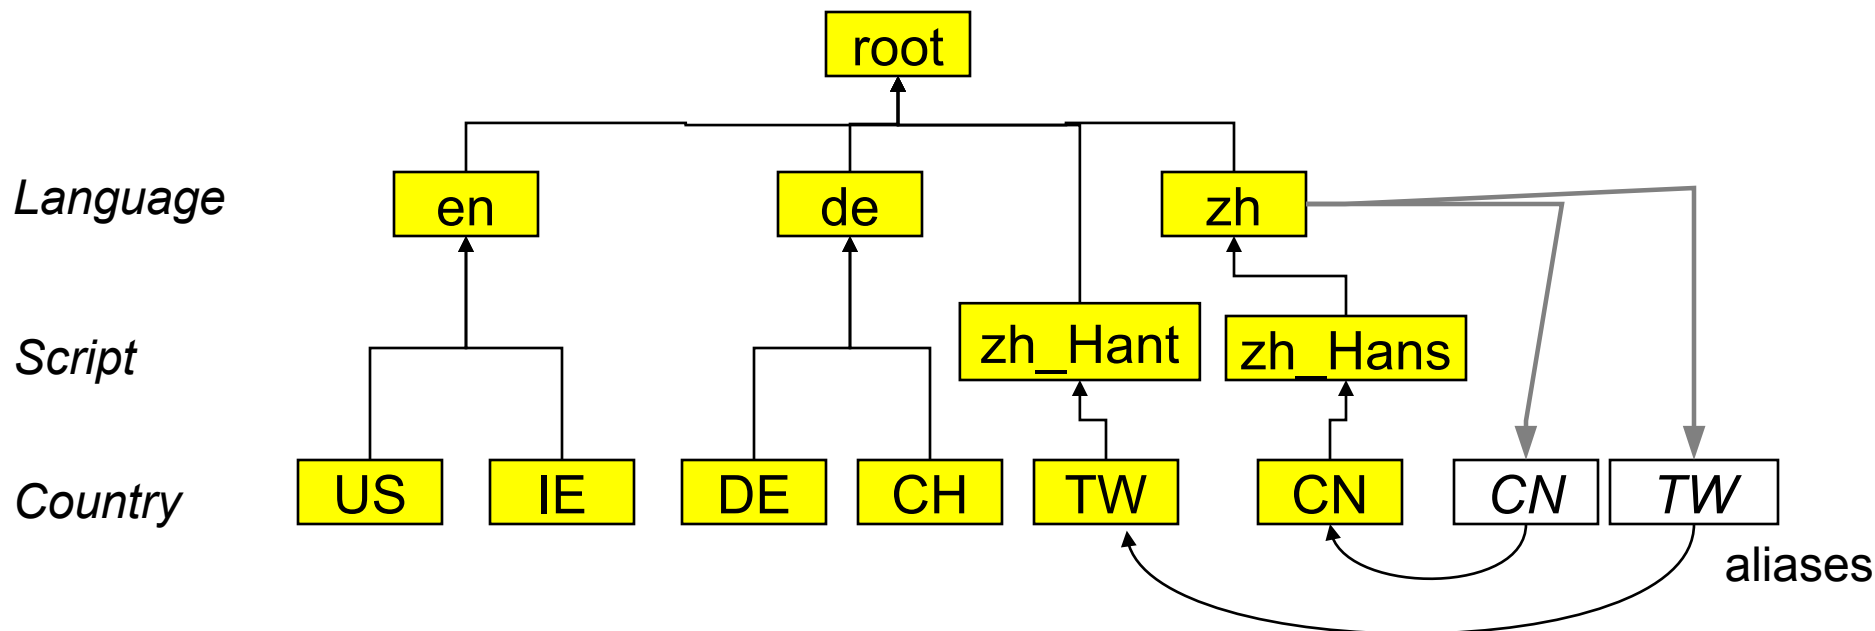 root
Language
en
de
zh
Script
zh_Hant
zh_Hans
Country
US
IE
DE
CH
TW
CN
CN
TW
aliases